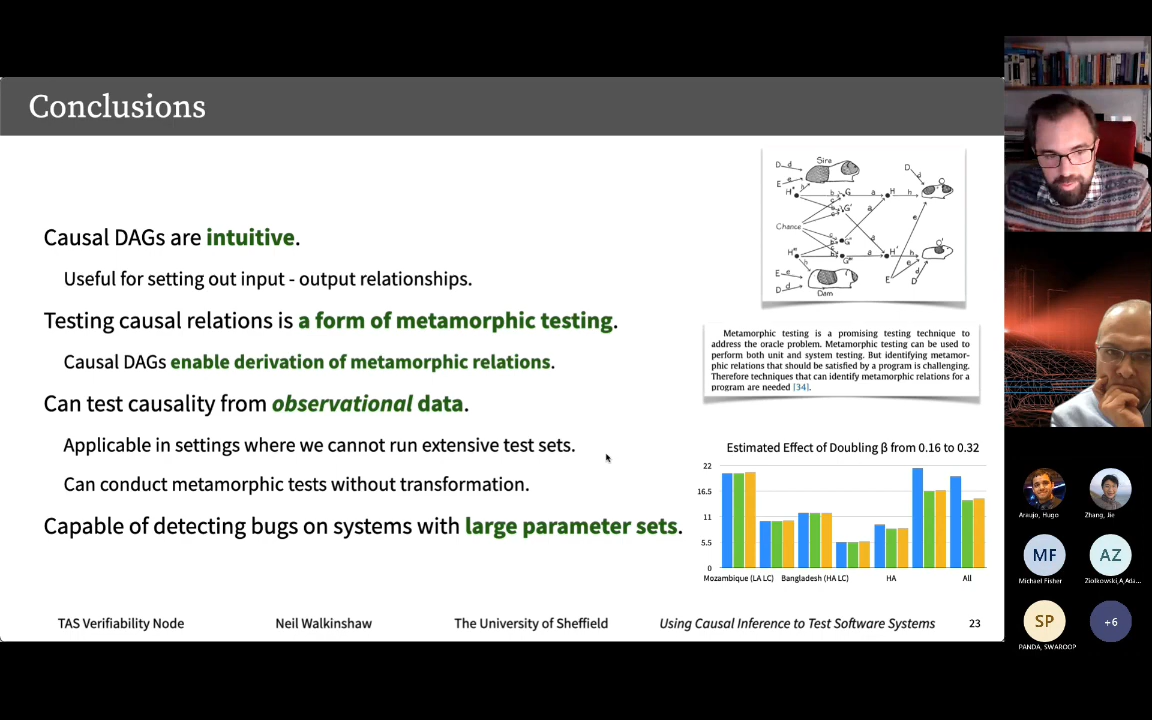 Conclusions
Causal DAGs are intuitive.
Useful for setting out input - output relationships.
Testing causal relations is a form of metamorphic testing.
Causal DAGs enable derivation of metamorphic relations.
Can test causality from observational data.
Applicable in settings where we cannot run extensive test sets.
Can conduct metamorphic tests without transformation.
Capable of detecting bugs on systems with large parameter sets.
Sire
Chance
Dam
Metamorphic testing is a promising testing technique to
address the oracle problem. Metamorphic testing can be used to
perform both unit and system testing. But identifying metamor-
phic relations that should be satisfied by a program is challenging.
Therefore techniques that can identify metamorphic relations for a
program are needed [34].
Estimated Effect of Doubling β from 0.16 to 0.32
22
16.5
11
5.5
0
Mozambique (LA LC) Bangladesh (HA LC) HA All
TAS Verifiability Node Neil Walkinshaw The University of Sheffield Using Causal Inference to Test Software Systems 23
Araujo, Hugo Zhang, Jie
MF AZ
Michael Fisher Ziolkowski,A,Ada...
SP +6
PANDA, SWAROOP